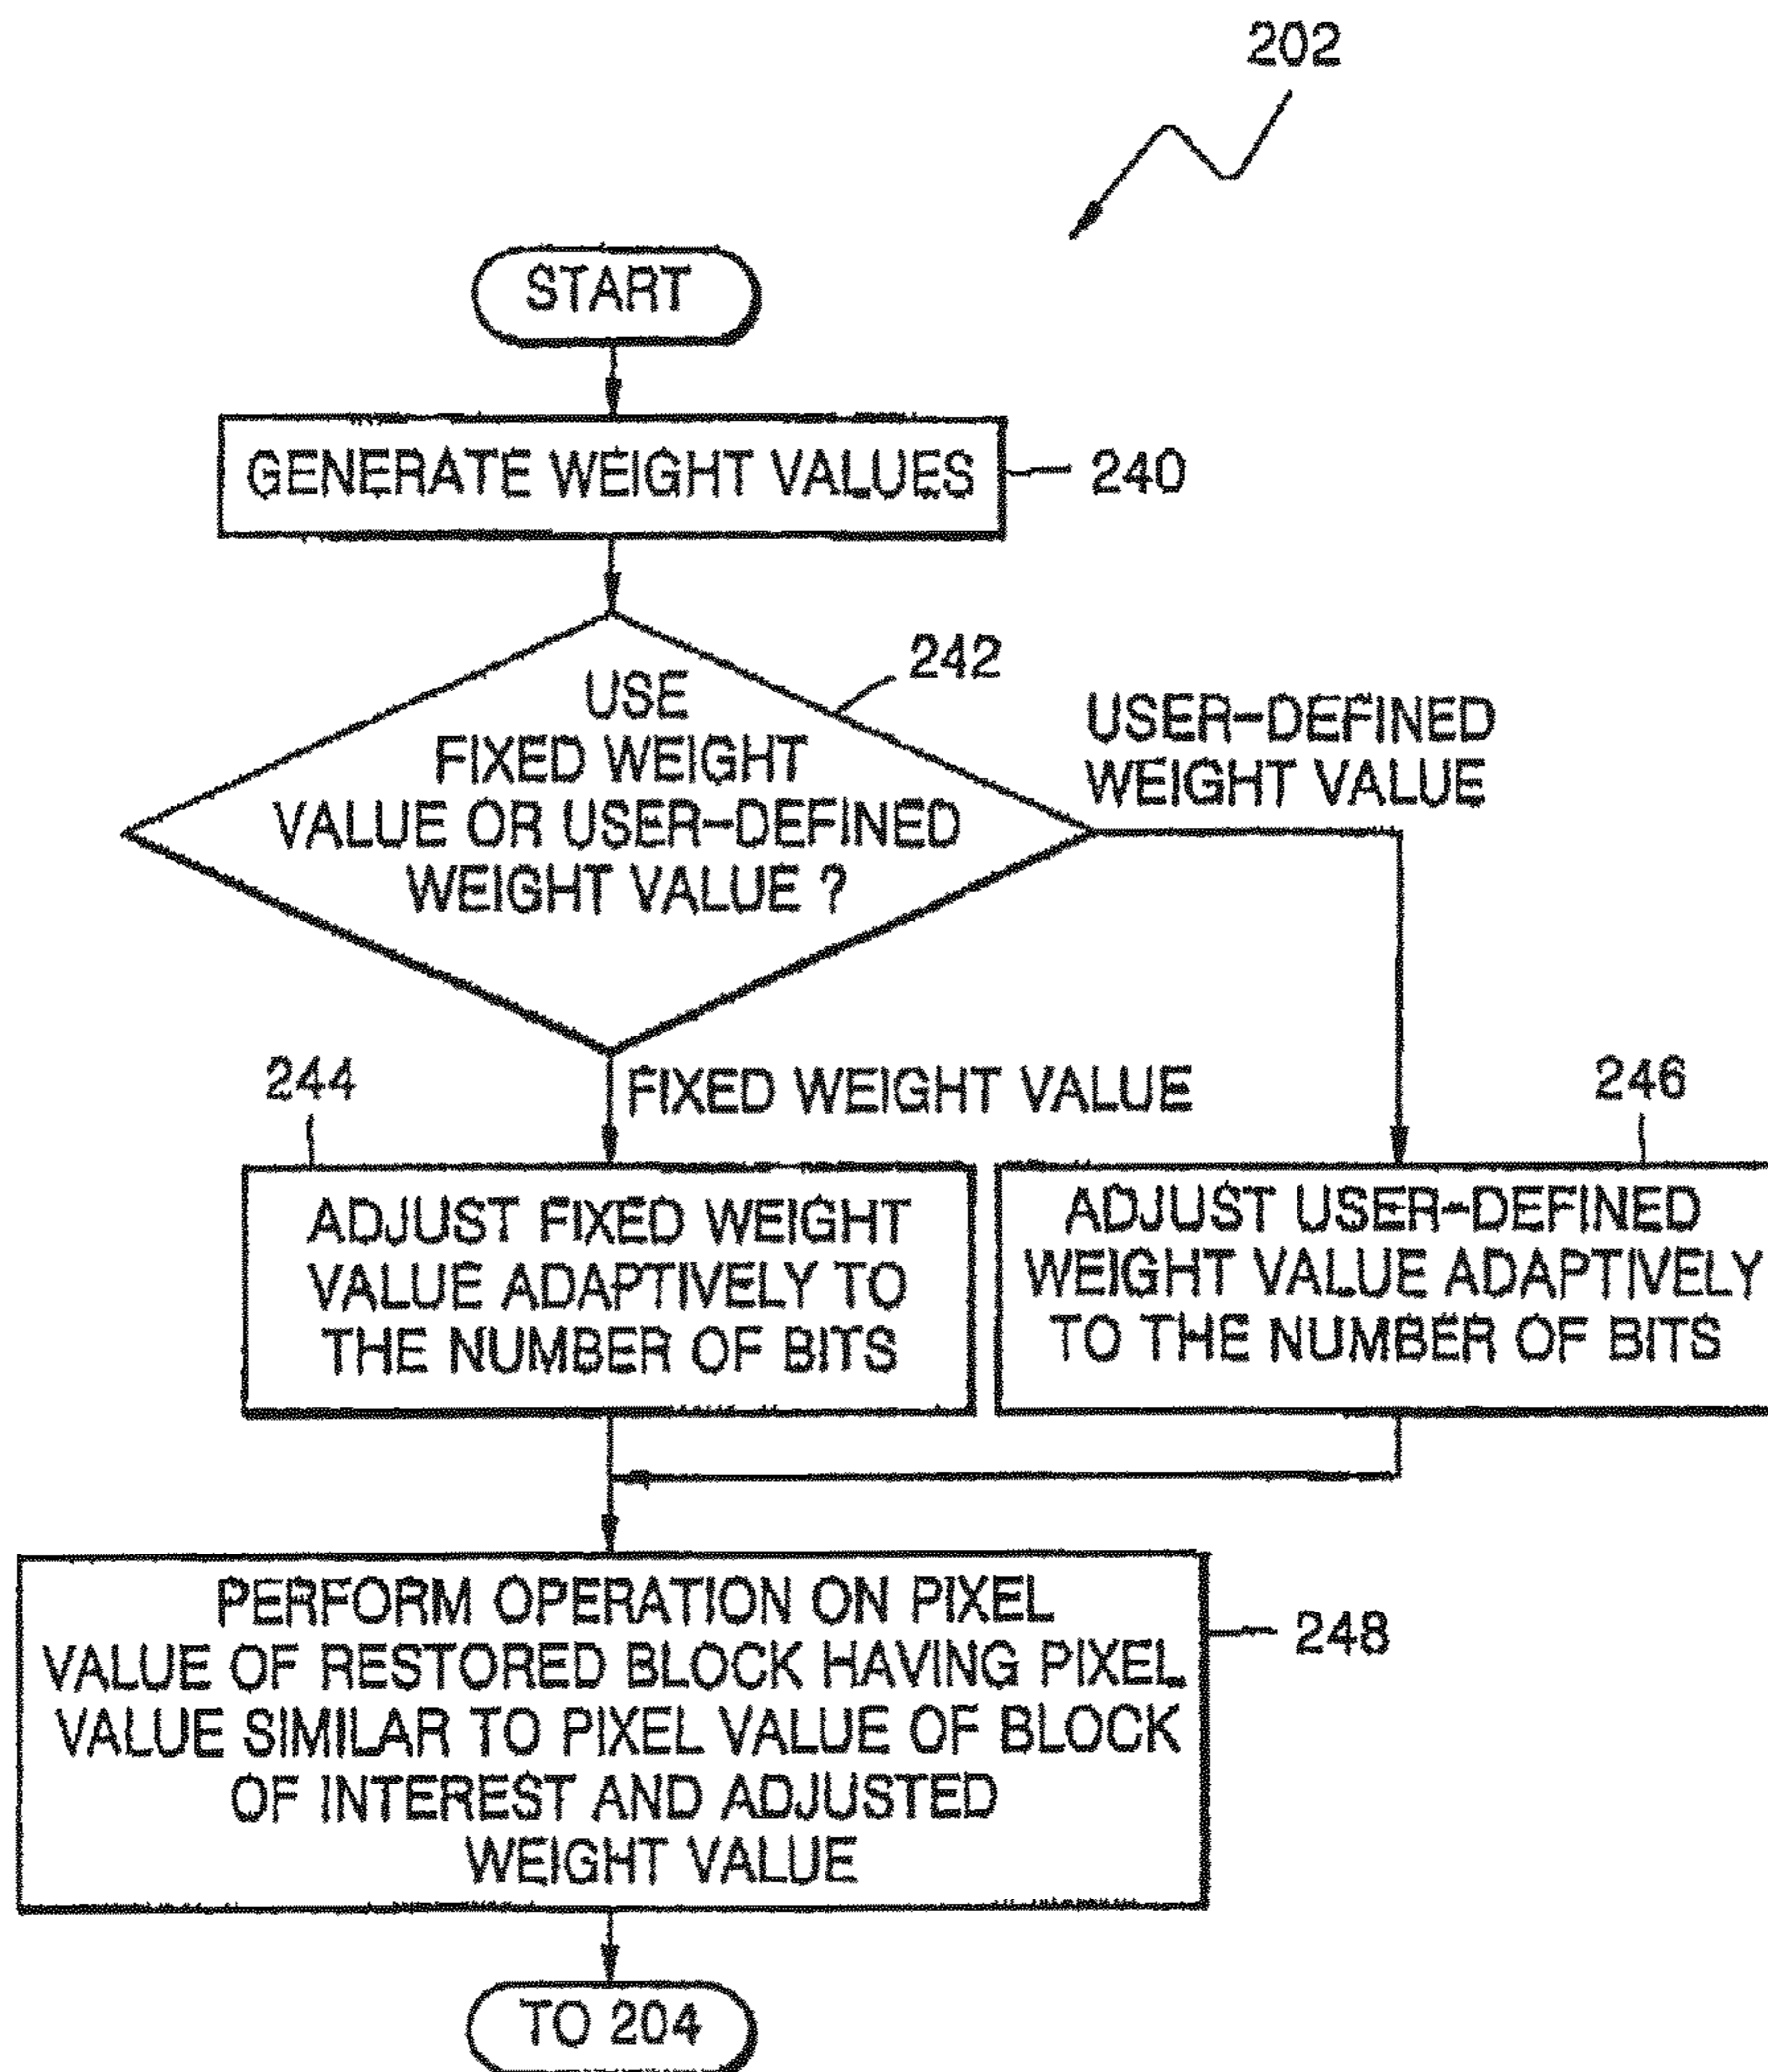 202
START
GENERATE WEIGHT VALUES
240
242
USE
FIXED WEIGHT
VALUE OR USER-DEFINED
WEIGHT VALUE ?
USER-DEFINED
WEIGHT VALUE
244
FIXED WEIGHT VALUE
246
ADJUST FIXED WEIGHT
VALUE ADAPTIVELY TO
THE NUMBER OF BITS
ADJUST USER-DEFINED
WEIGHT VALUE ADAPTIVELY
TO THE NUMBER OF BITS
PERFORM OPERATION ON PIXEL
VALUE OF RESTORED BLOCK HAVING PIXEL
VALUE SIMILAR TO PIXEL VALUE OF BLOCK
OF INTEREST AND ADJUSTED
WEIGHT VALUE
248
TO 204